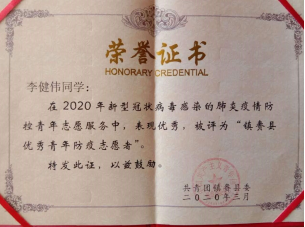 荣誉证书
HONORARY CREDENTIAL
李健伟同学：
在2020年新型冠状病毒感染的肺炎疫情防
控青年志愿服务中，表现优秀，被评为“镇赉县
优秀青年防疫志愿者”。
特发此证，以兹鼓励。
共青团镇赉县委
二〇二〇年三月